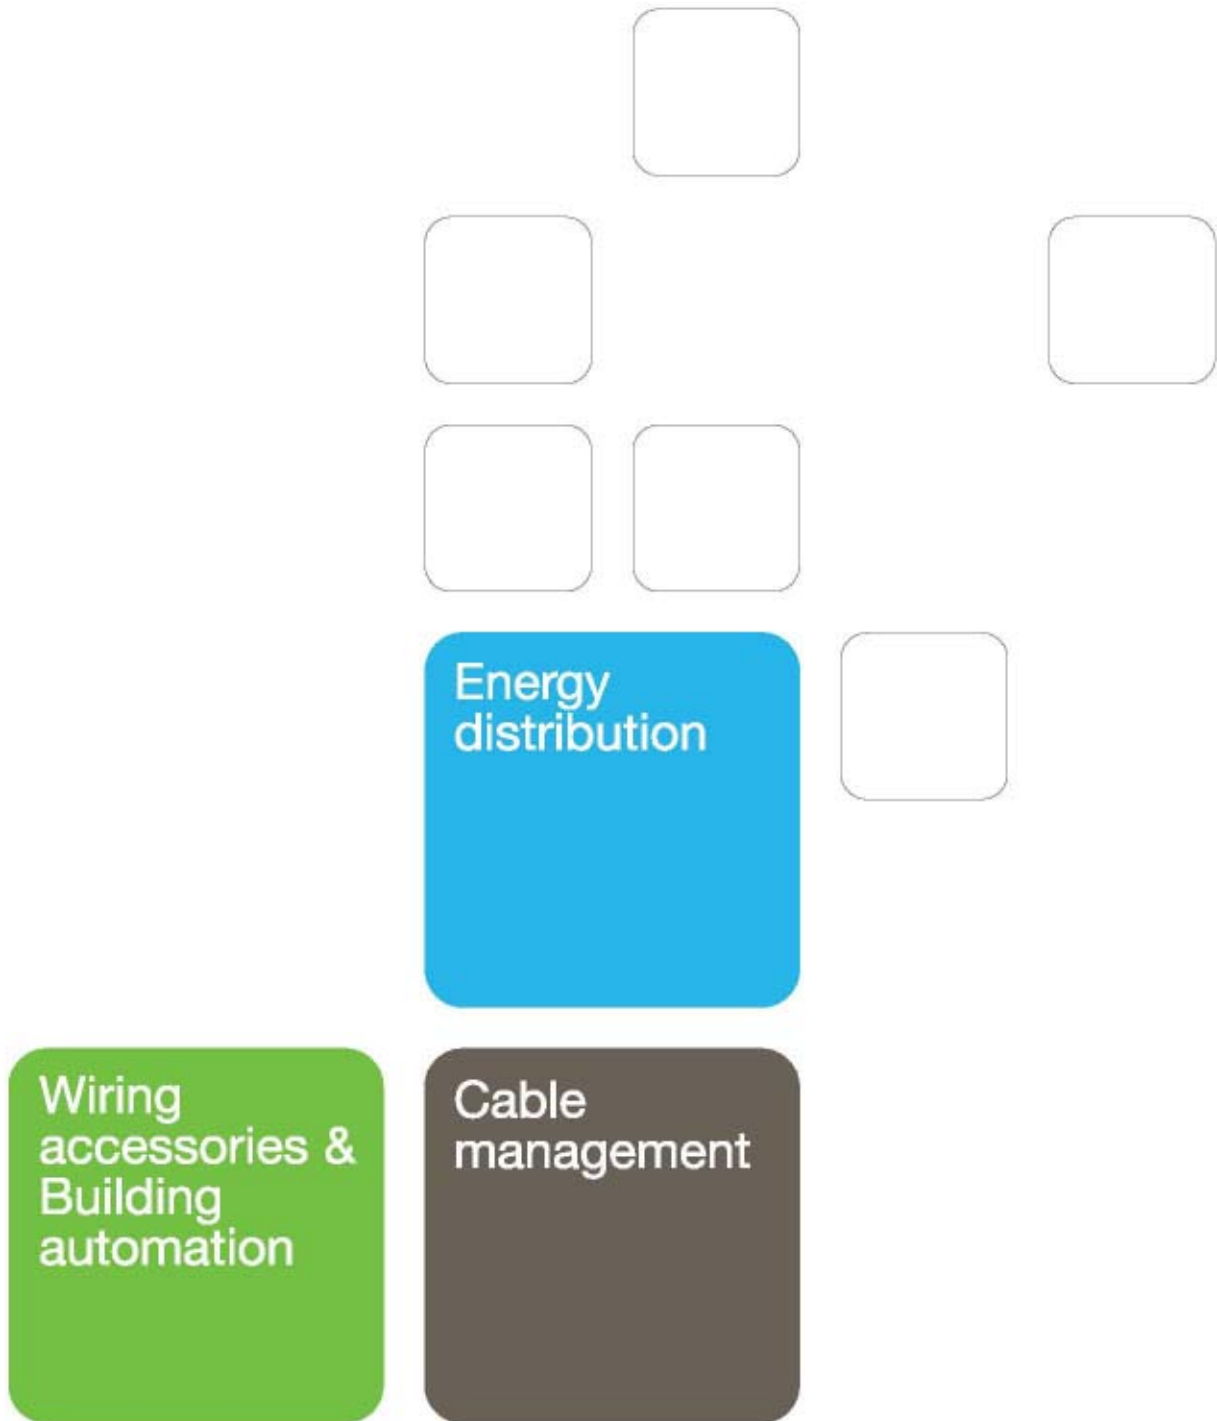 Energy
distribution
Wiring
accessories &
Building
automation
Cable
management